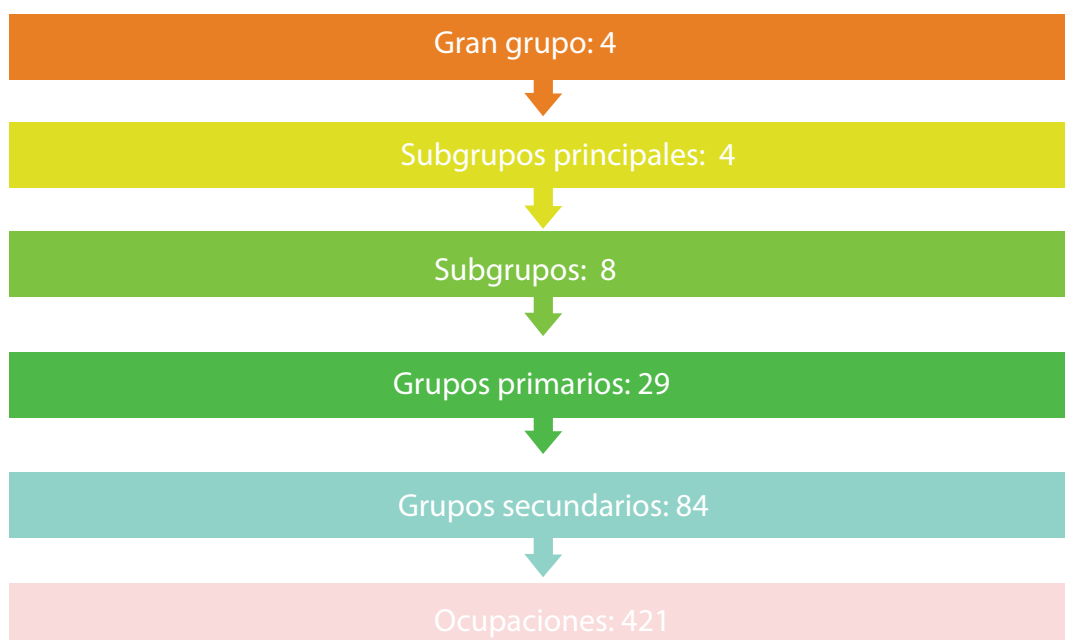 Gran grupo: 4
Subgrupos principales: 4
Subgrupos: 8
Grupos primarios: 29
Grupos secundarios: 84
Ocupaciones: 421